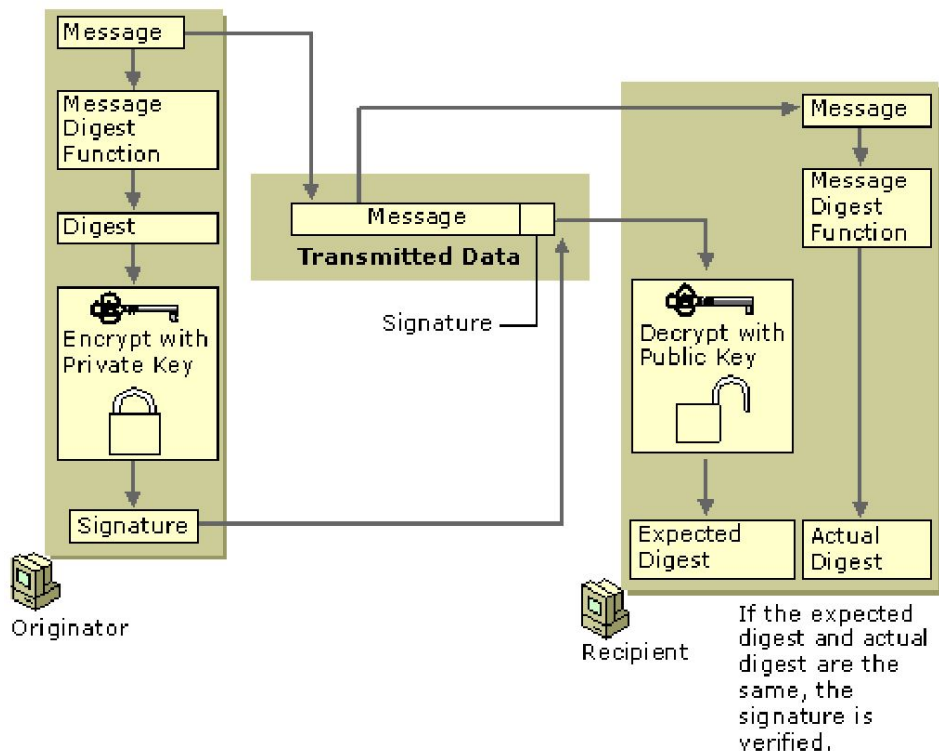 Message
Message
Digest
Function
Digest
Encrypt with
Private Key
Signature
Originator
Message
Transmitted Data
Signature
Message
Message
Digest
Function
Decrypt with
Public Key
Expected
Digest
Actual
Digest
Recipient
If the expected
digest and actual
digest are the
same, the
signature is
verified.